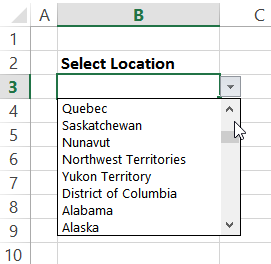 A B C
1
2 Select Location
3
4 Quebec
5 Saskatchewan
Nunavut
6 Northwest Territories
7 Yukon Territory
8 District of Columbia
Alabama
9 Alaska
10